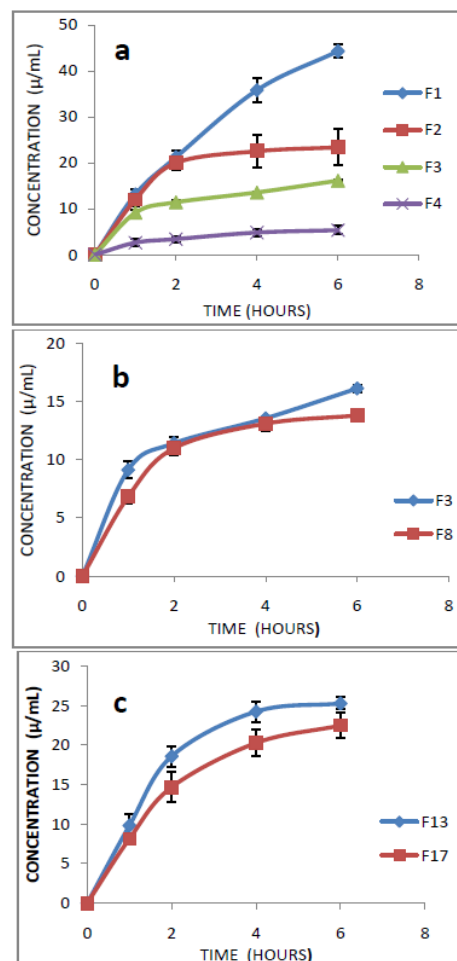 a
CONCENTRATION (µ/mL)
50
40
30
20
10
0
0 2 4 6 8
TIME (HOURS)
F1
F2
F3
F4
b
CONCENTRATION (µ/mL)
20
15
10
5
0
0 2 4 6 8
TIME (HOURS)
F3
F8
c
CONCENTRATION (µ/mL)
30
25
20
15
10
5
0
0 2 4 6 8
TIME (HOURS)
F13
F17